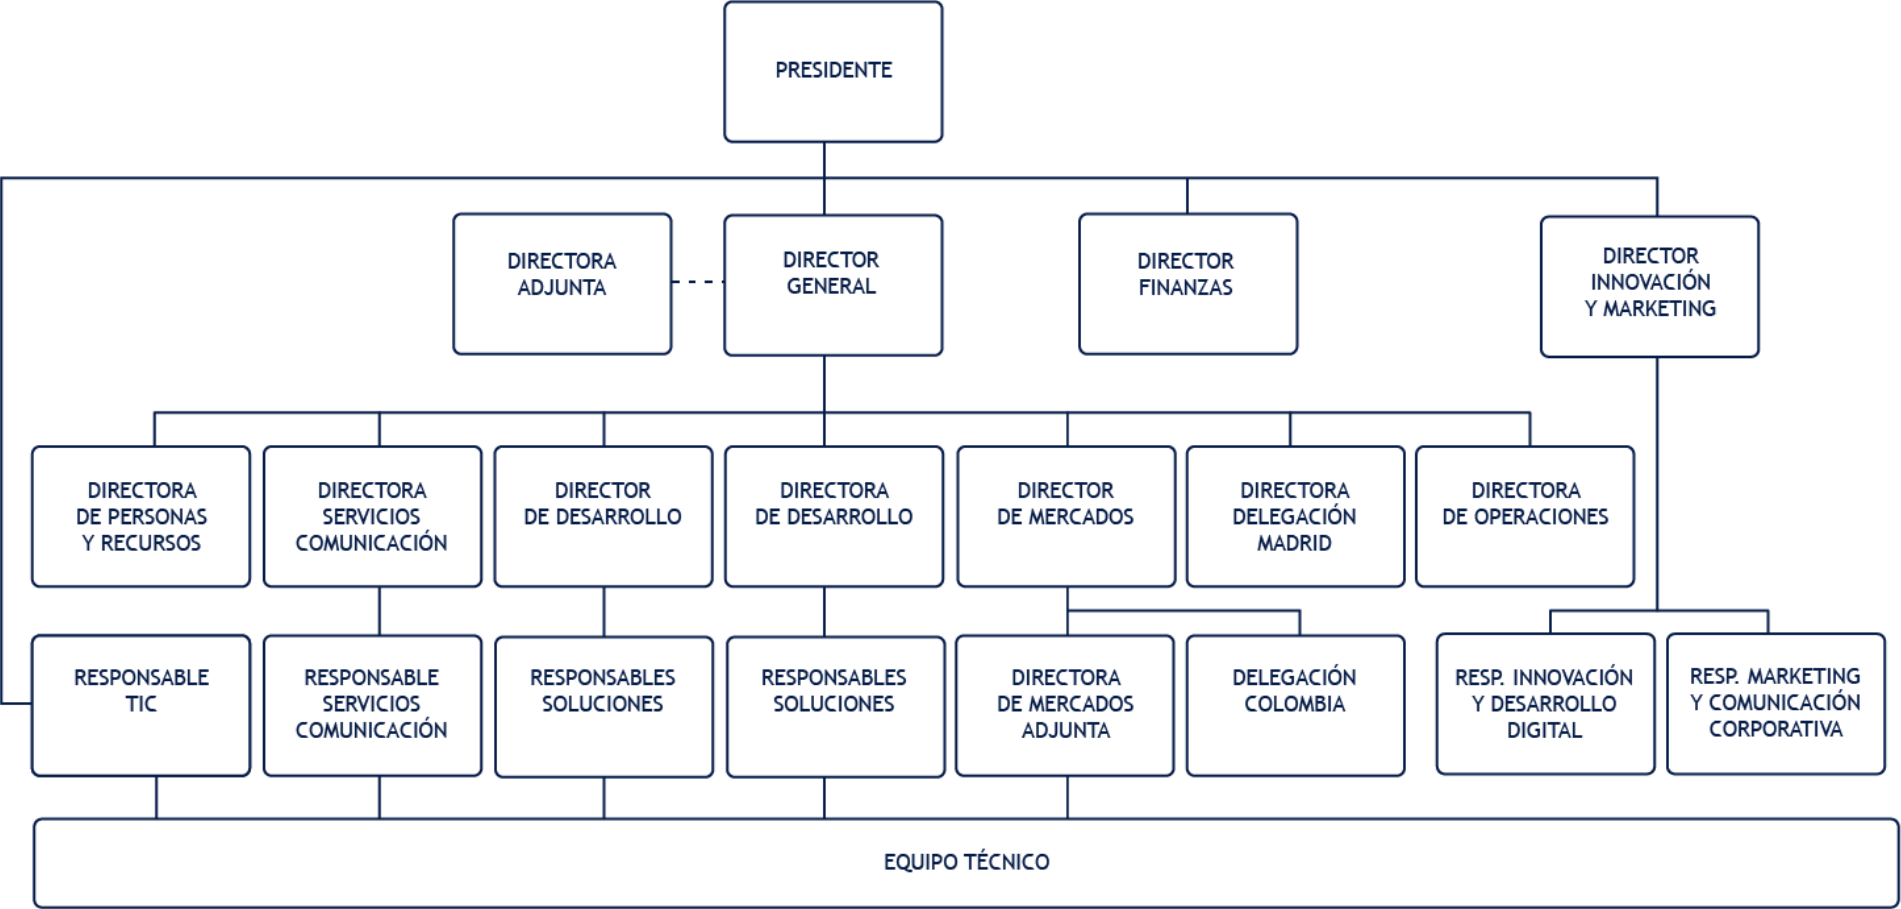 PRESIDENTE
DIRECTORA
ADJUNTA
DIRECTOR
GENERAL
DIRECTOR
FINANZAS
DIRECTOR
INNOVACIÓN
Y MARKETING
DIRECTORA
DE PERSONAS
Y RECURSOS
DIRECTORA
SERVICIOS
COMUNICACIÓN
DIRECTOR
DE DESARROLLO
DIRECTORA
DE DESARROLLO
DIRECTOR
DE MERCADOS
DIRECTORA
DELEGACIÓN
MADRID
DIRECTORA
DE OPERACIONES
RESPONSABLE
TIC
RESPONSABLE
SERVICIOS
COMUNICACIÓN
RESPONSABLES
SOLUCIONES
RESPONSABLES
SOLUCIONES
DIRECTORA
DE MERCADOS
ADJUNTA
DELEGACIÓN
COLOMBIA
RESP. INNOVACIÓN
Y DESARROLLO
DIGITAL
RESP. MARKETING
Y COMUNICACIÓN
CORPORATIVA
EQUIPO TÉCNICO